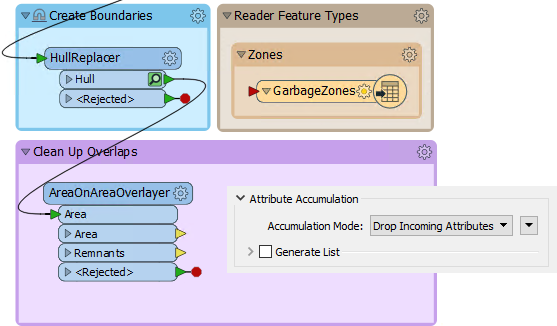 Create Boundaries
HullReplacer
Hull
<Rejected>
Reader Feature Types
Zones
GarbageZones
Clean Up Overlaps
AreaOnAreaOverlayer
Area
Area
Remnants
<Rejected>
Attribute Accumulation
Accumulation Mode: Drop Incoming Attributes
Generate List